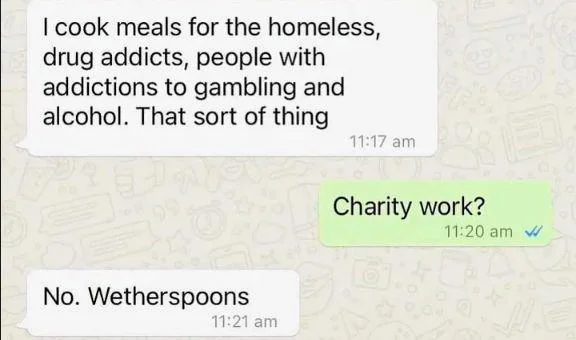 I cook meals for the homeless,
drug addicts, people with
addictions to gambling and
alcohol. That sort of thing
11:17 am
Charity work?
11:20 am
No. Wetherspoons
11:21 am